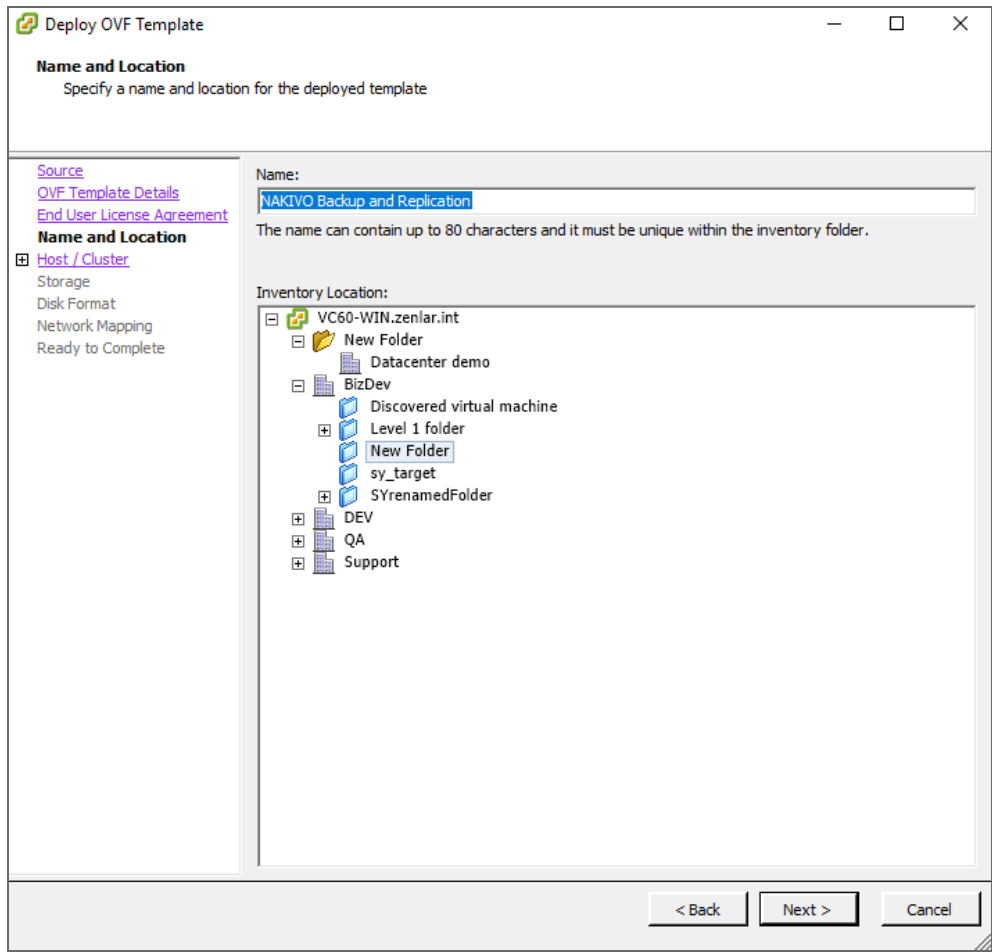 Deploy OVF Template
Name and Location
Specify a name and location for the deployed template
Source
OVF Template Details
End User License Agreement
Name and Location
Host / Cluster
Storage
Disk Format
Network Mapping
Ready to Complete
Name:
NAKIVO Backup and Replication
The name can contain up to 80 characters and it must be unique within the inventory folder.
Inventory Location:
VC60-WIN.zenlar.int
New Folder
Datacenter demo
BizDev
Discovered virtual machine
Level 1 folder
New Folder
sy_target
SYrenamedFolder
DEV
QA
Support
< Back
Next >
Cancel